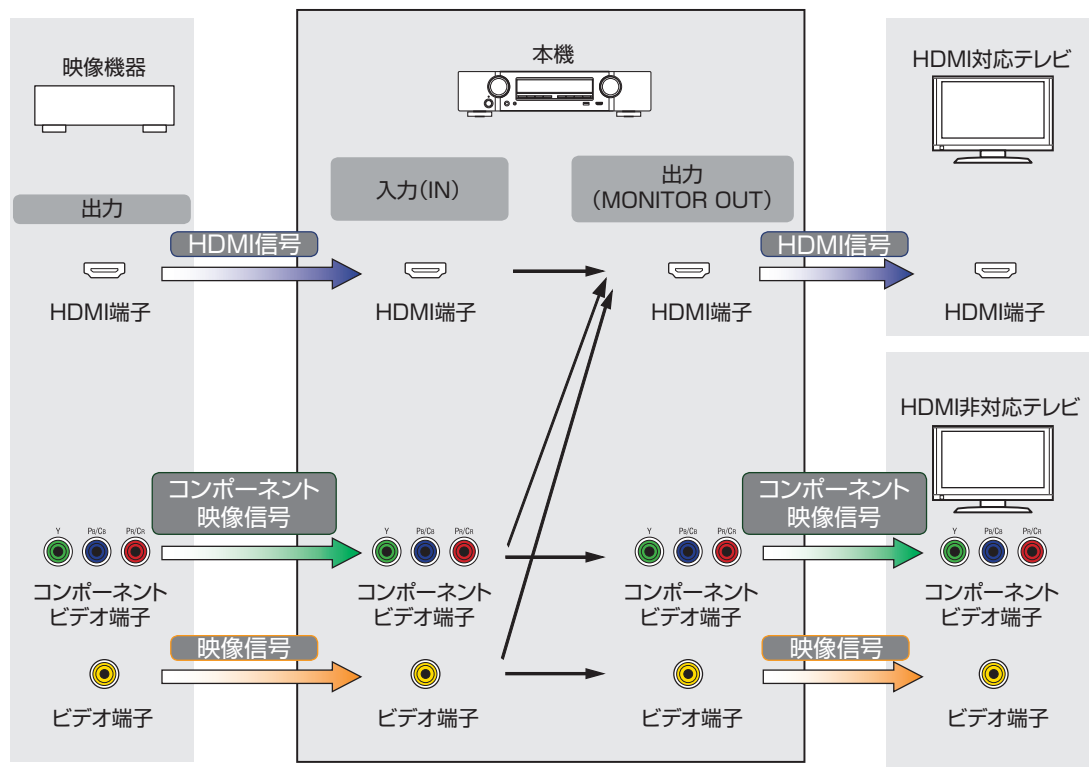 映像機器
本機
HDMI対応テレビ
出力
入力(IN)
出力
(MONITOR OUT)
HDMI信号
HDMI信号
HDMI端子
HDMI端子
HDMI端子
HDMI端子
HDMI非対応テレビ
コンポーネント
映像信号
コンポーネント
映像信号
Y PB/CB PR/CR
Y PB/CB PR/CR
Y PB/CB PR/CR
Y PB/CB PR/CR
コンポーネント
ビデオ端子
コンポーネント
ビデオ端子
コンポーネント
ビデオ端子
コンポーネント
ビデオ端子
映像信号
映像信号
ビデオ端子
ビデオ端子
ビデオ端子
ビデオ端子